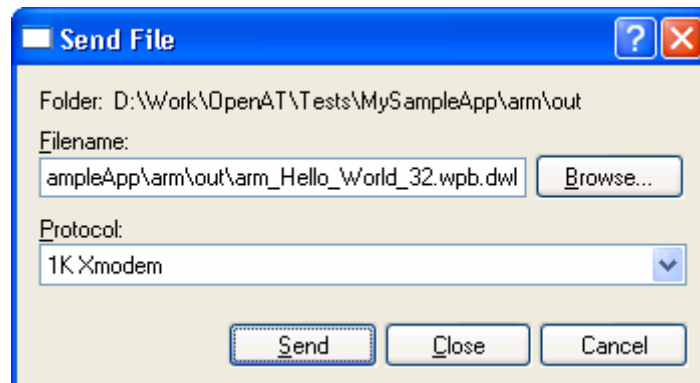 Send File
Folder: D:\Work\OpenAT\Tests\MySampleApp\arm\out
Filename:
ampleApp\arm\out\arm_Hello_World_32.wpb.dwl Browse...
Protocol:
1K Xmodem
Send Close Cancel